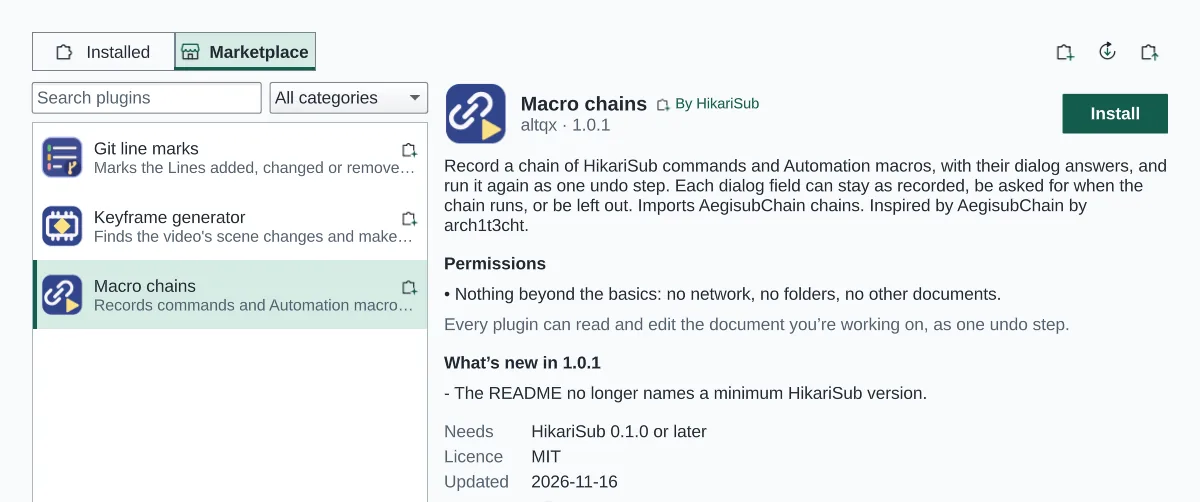 Installed
Marketplace
Search plugins
All categories
Git line marks
Marks the Lines added, changed or remove…
Keyframe generator
Finds the video's scene changes and make…
Macro chains
Records commands and Automation macro…
Macro chains
By HikariSub
altqx · 1.0.1
Install
Record a chain of HikariSub commands and Automation macros, with their dialog answers, and
run it again as one undo step. Each dialog field can stay as recorded, be asked for when the
chain runs, or be left out. Imports AegisubChain chains. Inspired by AegisubChain by
arch1t3cht.
Permissions
• Nothing beyond the basics: no network, no folders, no other documents.
Every plugin can read and edit the document you’re working on, as one undo step.
What’s new in 1.0.1
- The README no longer names a minimum HikariSub version.
Needs HikariSub 0.1.0 or later
Licence MIT
Updated 2026-11-16